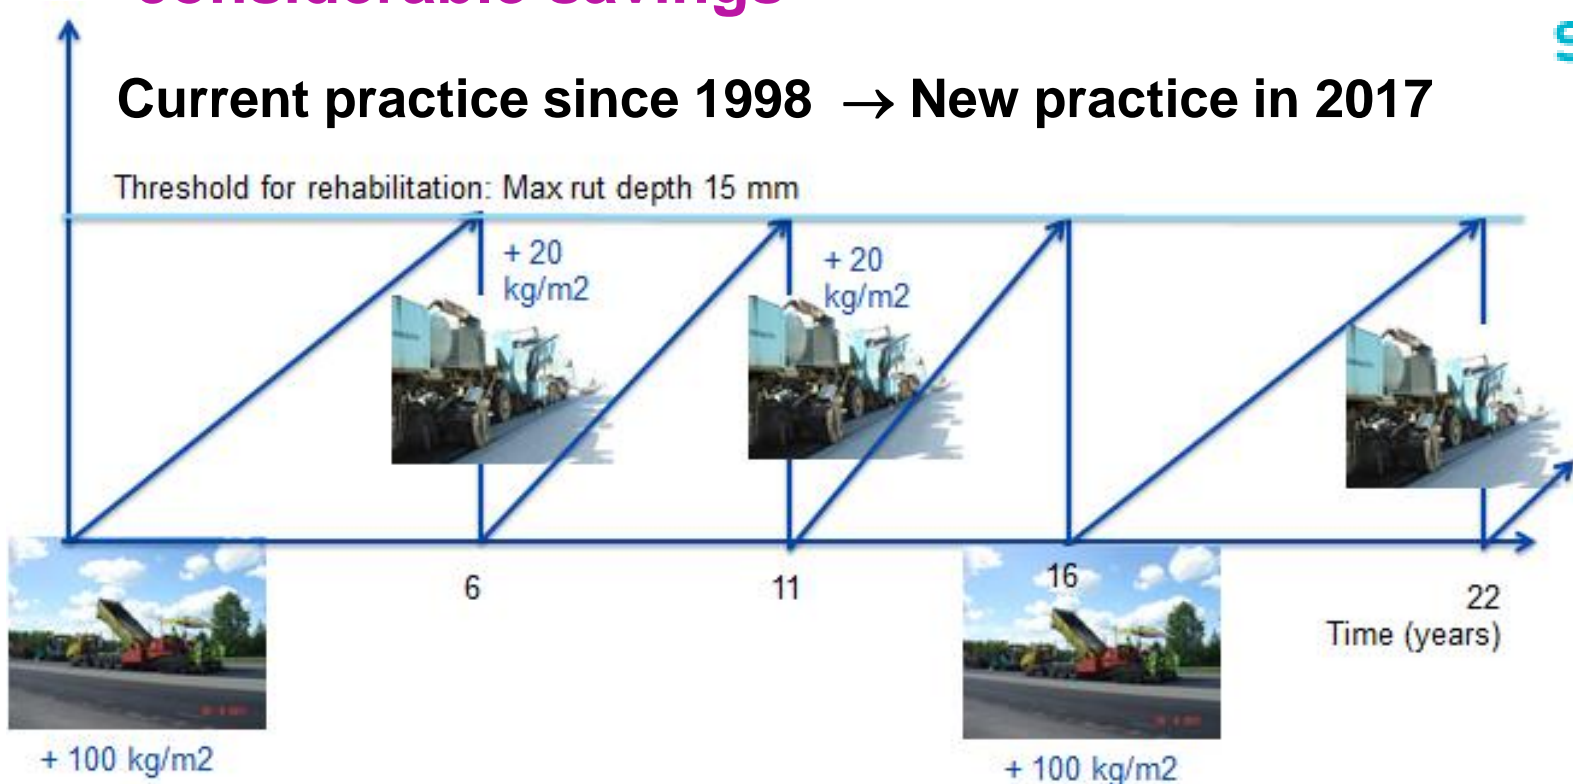 Current practice since 1998 → New practice in 2017
Threshold for rehabilitation: Max rut depth 15 mm
+ 20
kg/m2
+ 20
kg/m2
6
11
16
22
Time (years)
+ 100 kg/m2
+ 100 kg/m2